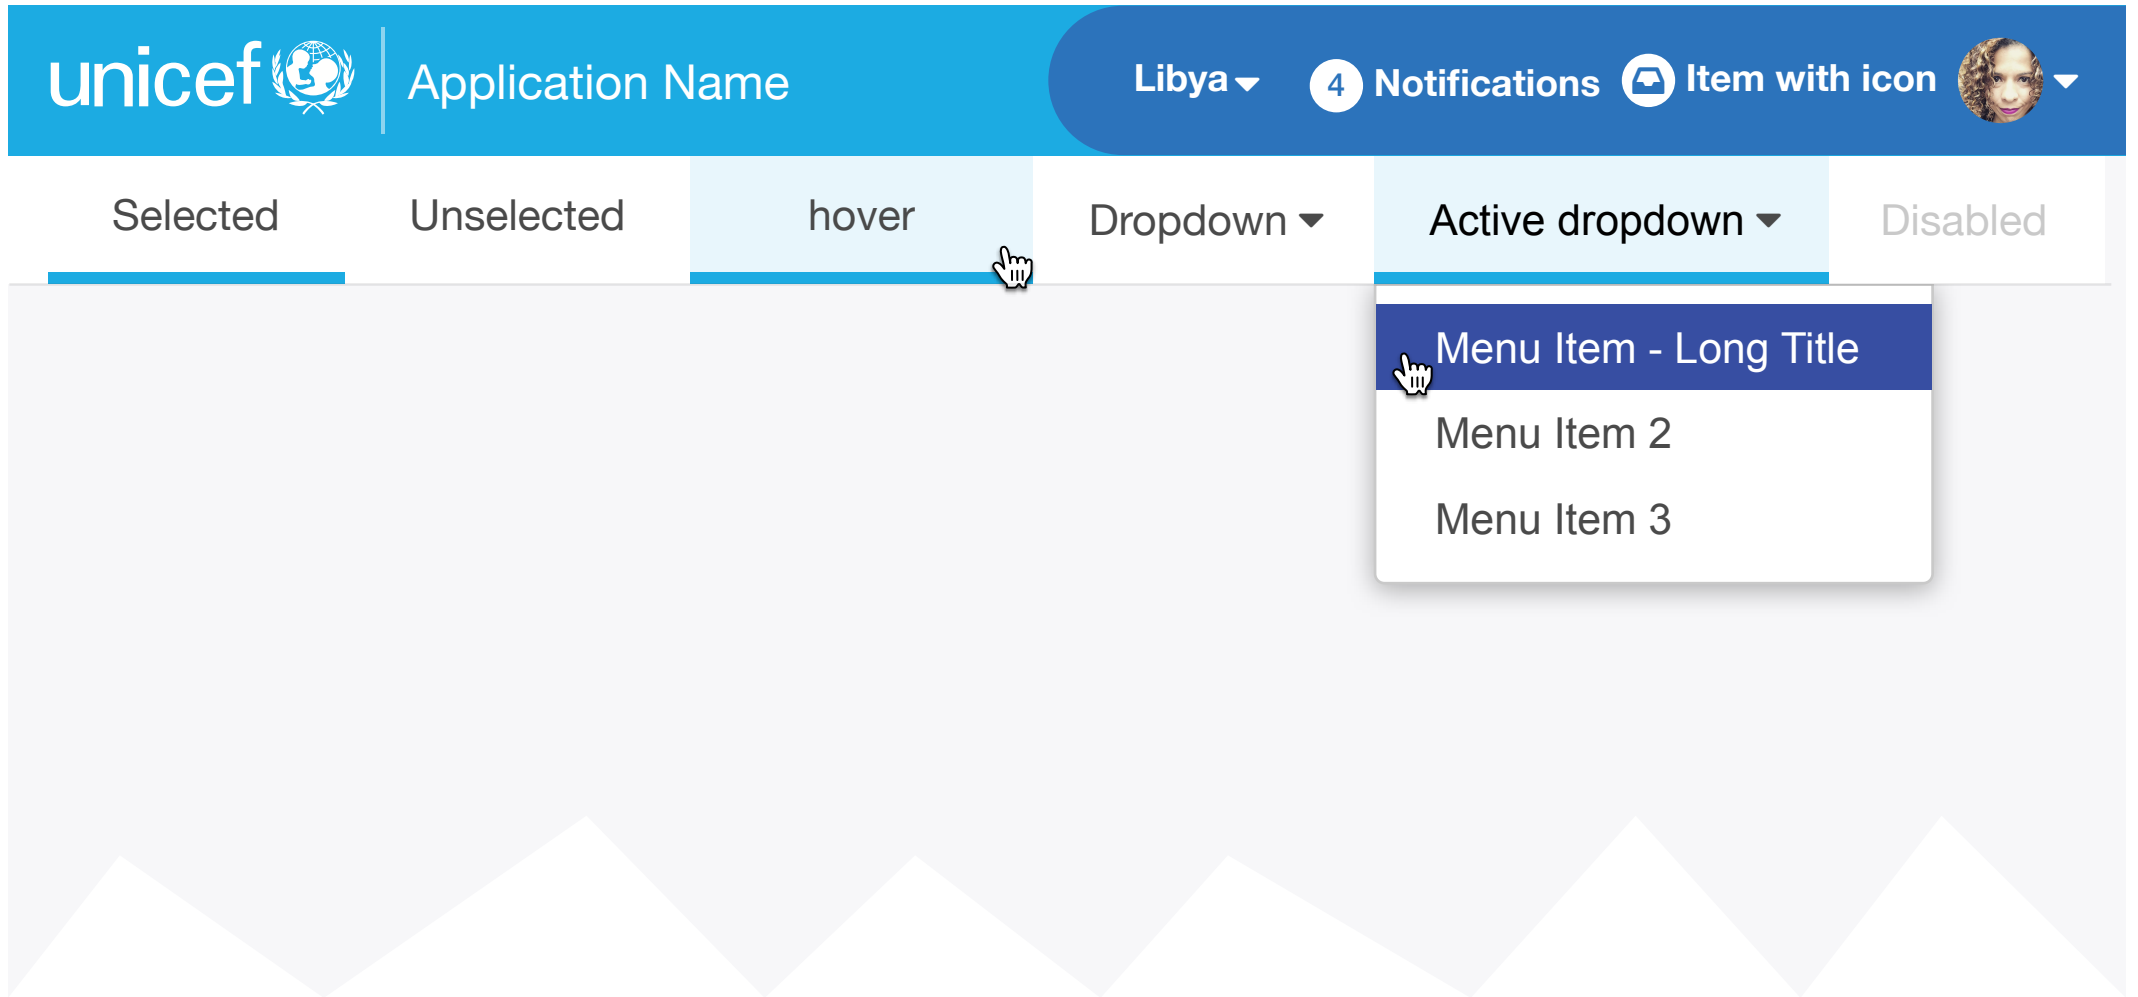 unicef Application Name Libya 4 Notifications Item with icon
Selected Unselected hover Dropdown Active dropdown Disabled
Menu Item - Long Title
Menu Item 2
Menu Item 3